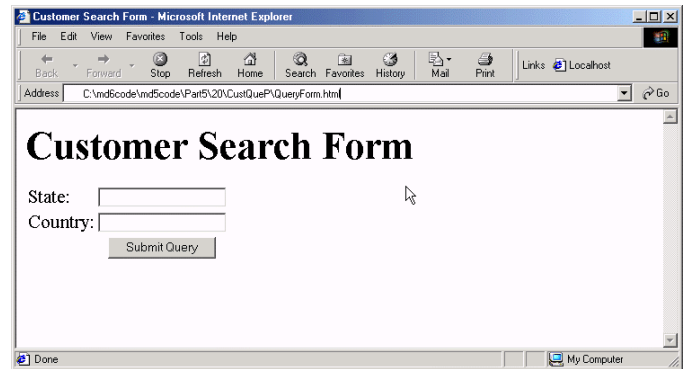 Customer Search Form - Microsoft Internet Explorer
File Edit View Favorites Tools Help
Back Forward Stop Refresh Home Search Favorites History Mail Print Links Localhost
Address C:\md6code\md5code\Part5\20\CustQueP\QueryForm.html Go
Customer Search Form
State:
Country:
Submit Query
Done My Computer